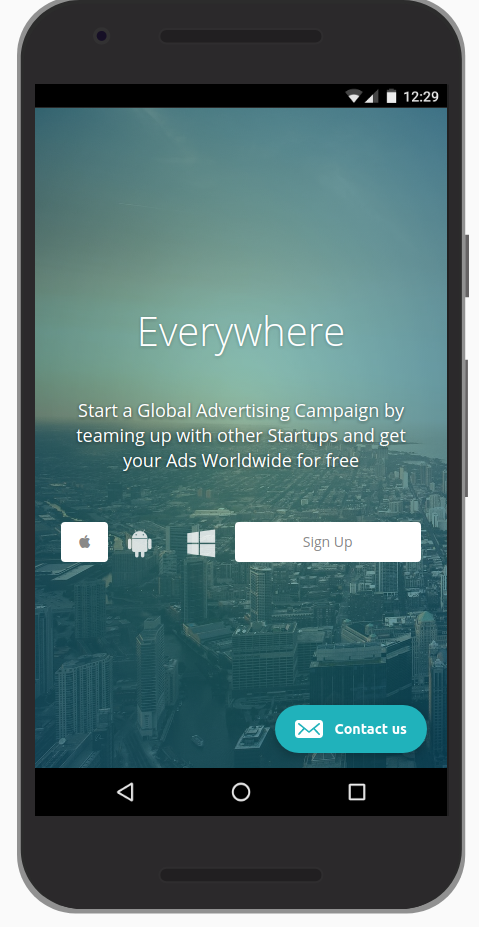 12:29
Everywhere
Start a Global Advertising Campaign by
teaming up with other Startups and get
your Ads Worldwide for free
Sign Up
Contact us